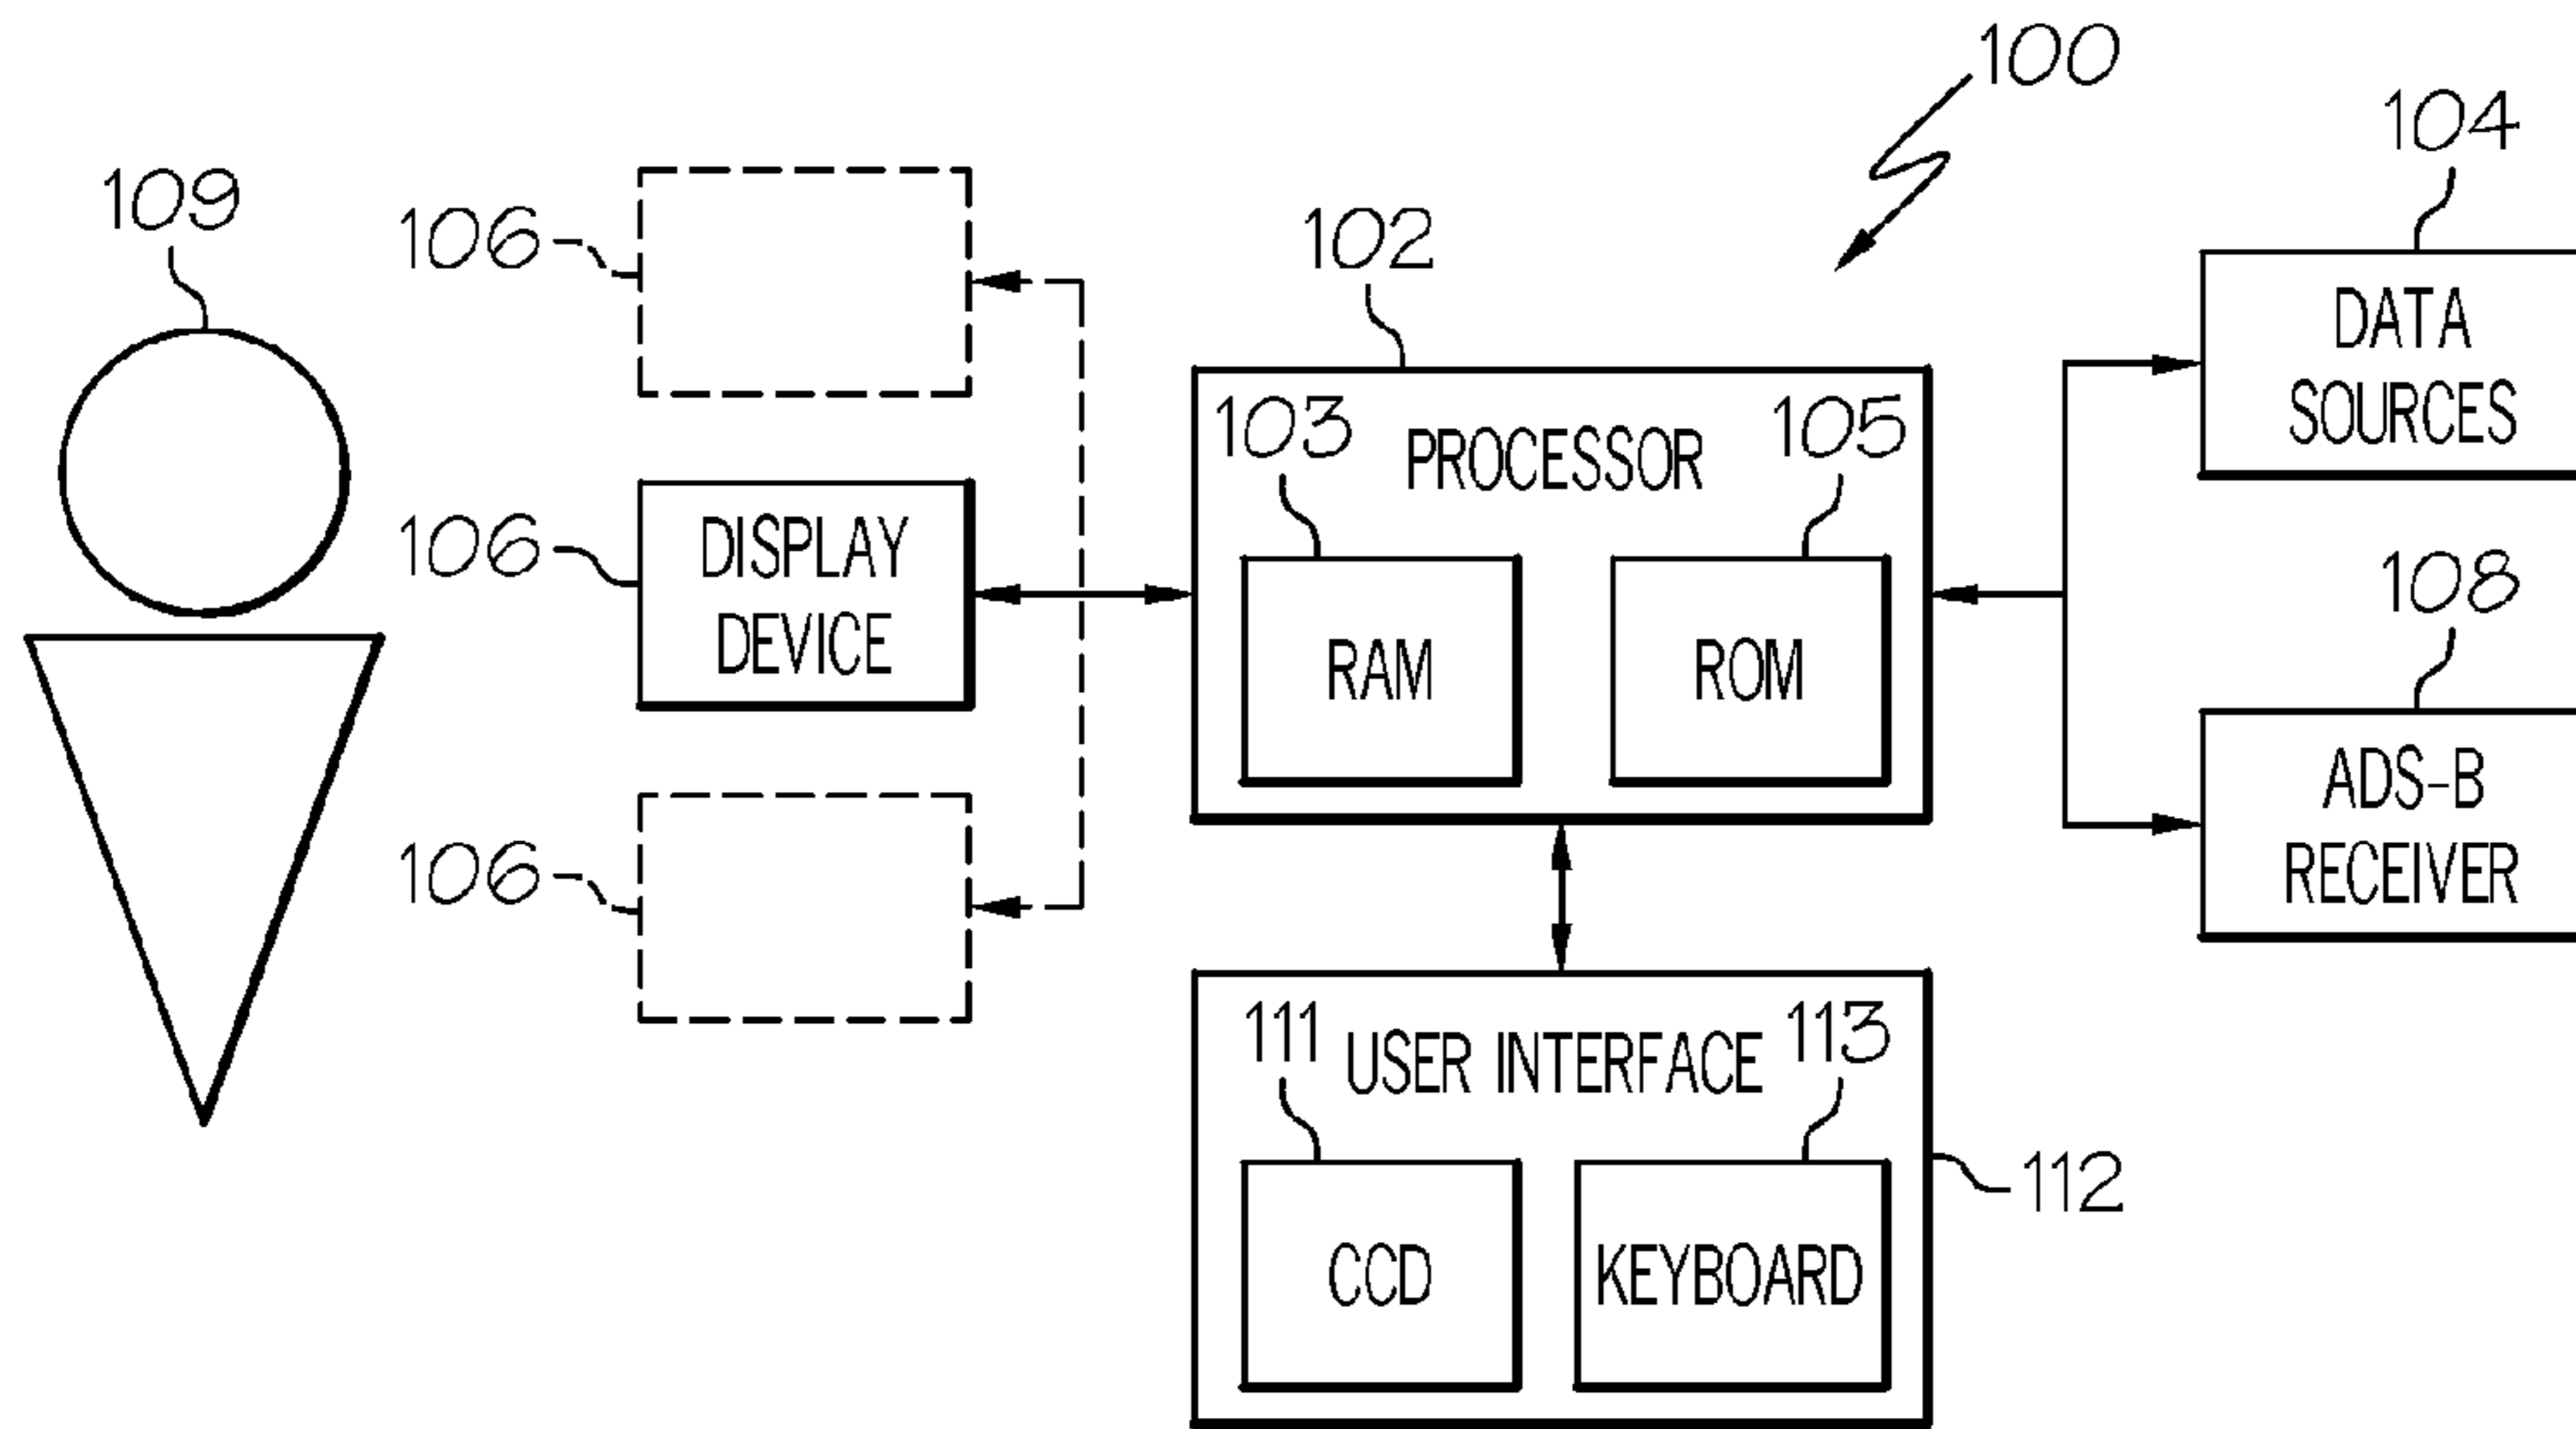 100
104
109
106
102
DATA
SOURCES
103
PROCESSOR
105
106
DISPLAY
DEVICE
RAM
ROM
108
ADS-B
RECEIVER
106
111
USER INTERFACE
113
112
CCD
KEYBOARD